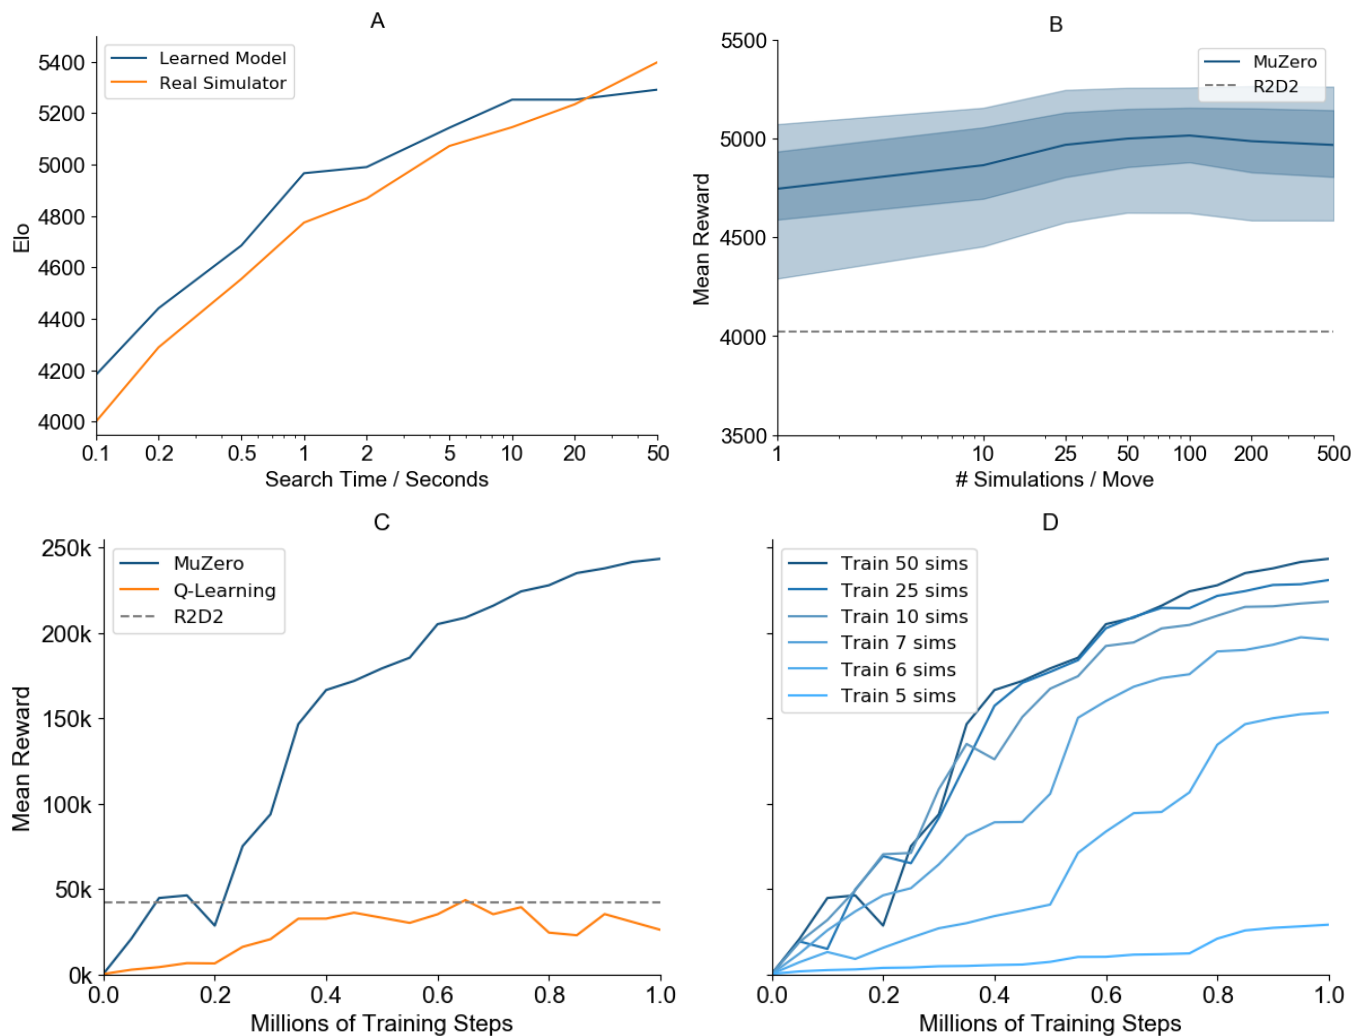 A
Learned Model
Real Simulator
5400
5200
5000
4800
4600
4400
4200
4000
Elo
0.1 0.2 0.5 1 2 5 10 20 50
Search Time / Seconds
B
MuZero
R2D2
5500
5000
4500
4000
3500
Mean Reward
1 10 25 50 100 200 500
# Simulations / Move
C
MuZero
Q-Learning
R2D2
250k
200k
150k
100k
50k
0k
Mean Reward
0.0 0.2 0.4 0.6 0.8 1.0
Millions of Training Steps
D
Train 50 sims
Train 25 sims
Train 10 sims
Train 7 sims
Train 6 sims
Train 5 sims
0.0 0.2 0.4 0.6 0.8 1.0
Millions of Training Steps